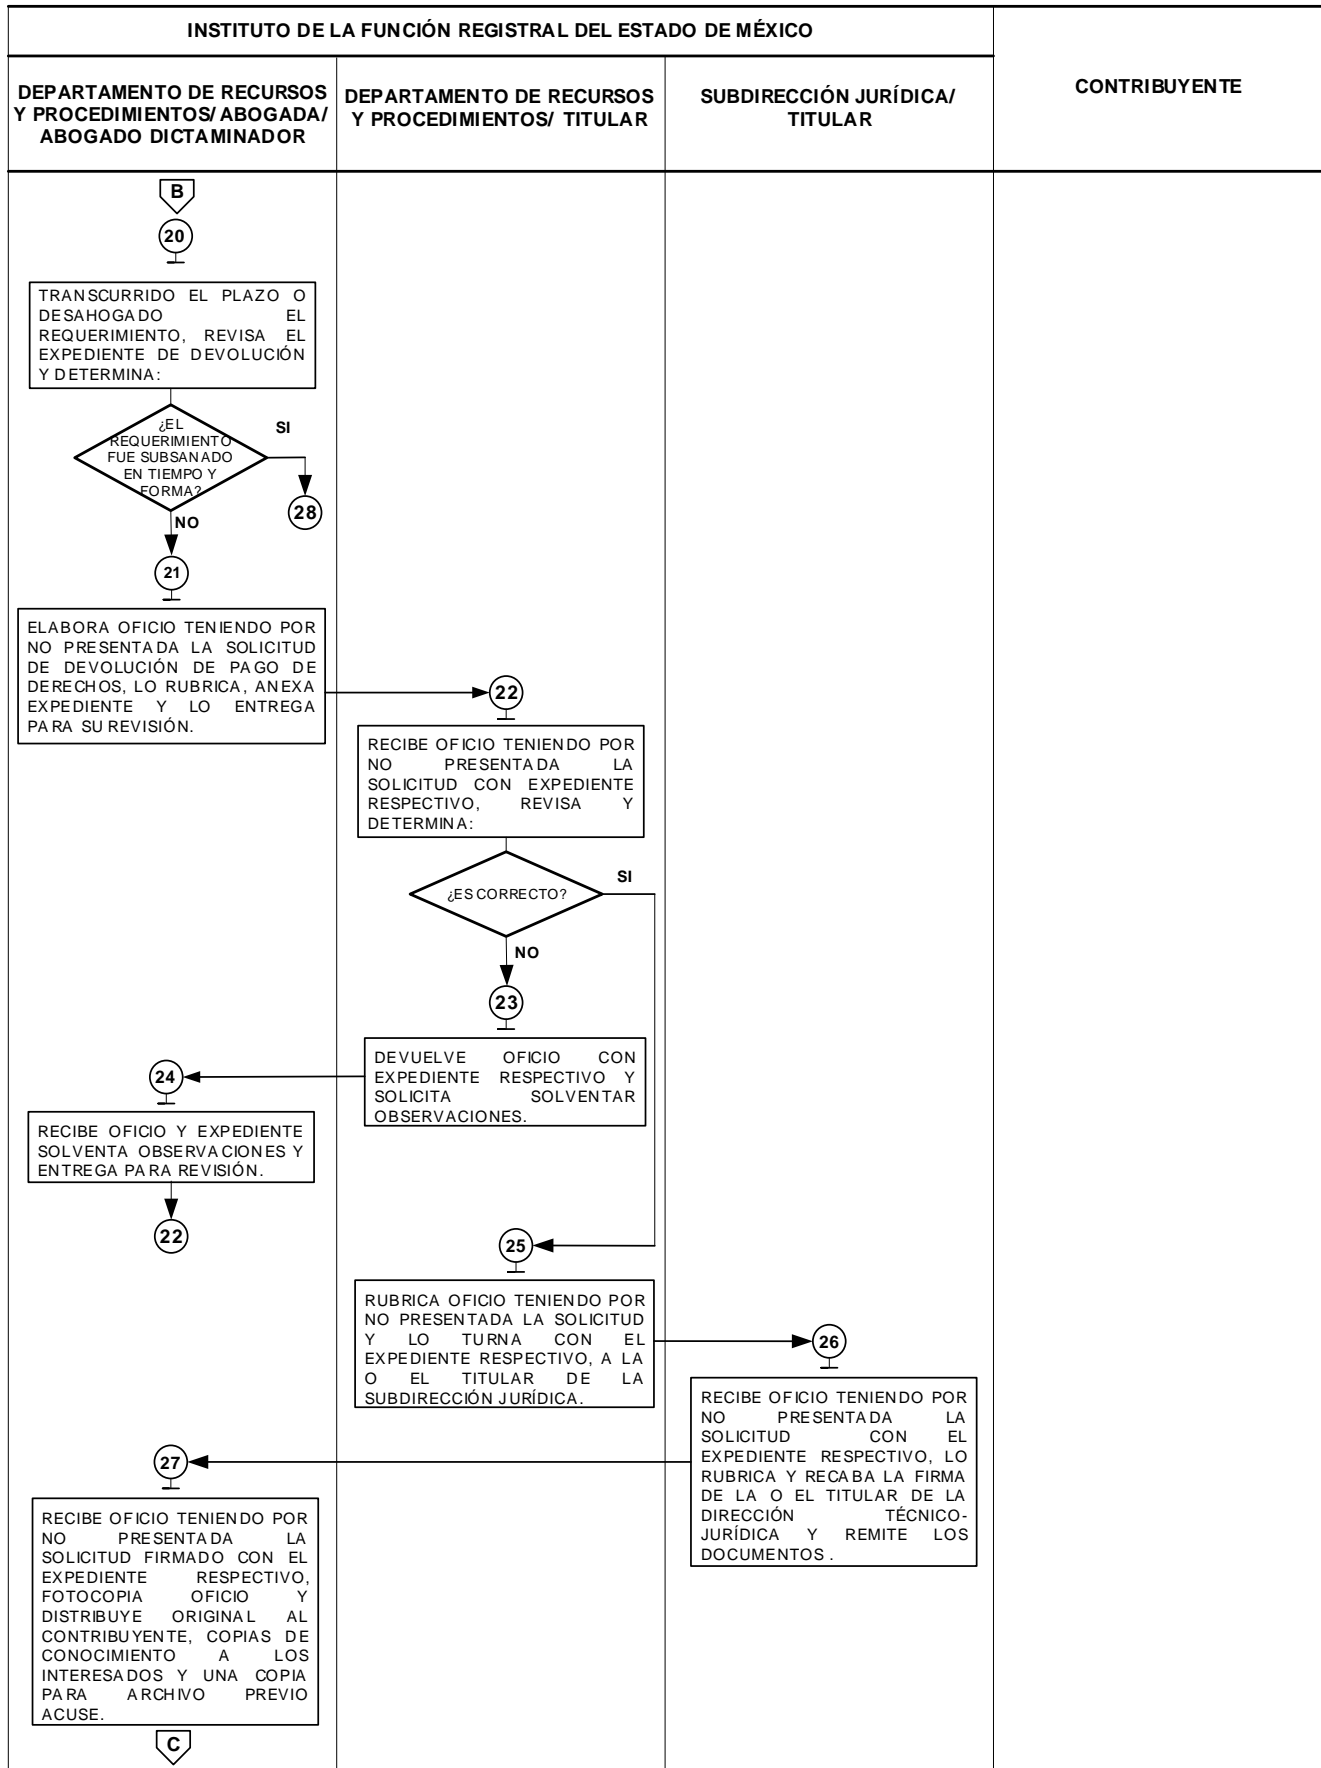 INSTITUTO DE LA FUNCIÓN REGISTRAL DEL ESTADO DE MÉXICO
DEPARTAMENTO DE RECURSOS
Y PROCEDIMIENTOS/ ABOGADA/
ABOGADO DICTAMINADOR
DEPARTAMENTO DE RECURSOS
Y PROCEDIMIENTOS/ TITULAR
SUBDIRECCIÓN JURÍDICA/
TITULAR
CONTRIBUYENTE
B
20
TRANSCURRIDO EL PLAZO O
DESAHOGADO EL
REQUERIMIENTO, REVISA EL
EXPEDIENTE DE DEVOLUCIÓN
Y DETERMINA:
¿EL
REQUERIMIENTO
FUE SUBSANADO
EN TIEMPO Y
FORMA?
SI
28
NO
21
ELABORA OFICIO TENIENDO POR
NO PRESENTADA LA SOLICITUD
DE DEVOLUCIÓN DE PAGO DE
DERECHOS, LO RUBRICA, ANEXA
EXPEDIENTE Y LO ENTREGA
PARA SU REVISIÓN.
22
RECIBE OFICIO TENIENDO POR
NO PRESENTADA LA
SOLICITUD CON EXPEDIENTE
RESPECTIVO, REVISA Y
DETERMINA:
¿ES CORRECTO?
SI
NO
23
DEVUELVE OFICIO CON
EXPEDIENTE RESPECTIVO Y
SOLICITA SOLVENTAR
OBSERVACIONES.
24
RECIBE OFICIO Y EXPEDIENTE
SOLVENTA OBSERVACIONES Y
ENTREGA PARA REVISIÓN.
22
25
RUBRICA OFICIO TENIENDO POR
NO PRESENTADA LA SOLICITUD
Y LO TURNA CON EL
EXPEDIENTE RESPECTIVO, A LA
O EL TITULAR DE LA
SUBDIRECCIÓN JURÍDICA.
26
RECIBE OFICIO TENIENDO POR
NO PRESENTADA LA
SOLICITUD CON EL
EXPEDIENTE RESPECTIVO, LO
RUBRICA Y RECABA LA FIRMA
DE LA O EL TITULAR DE LA
DIRECCIÓN TÉCNICO-
JURÍDICA Y REMITE LOS
DOCUMENTOS .
27
RECIBE OFICIO TENIENDO POR
NO PRESENTADA LA
SOLICITUD FIRMADO CON EL
EXPEDIENTE RESPECTIVO,
FOTOCOPIA OFICIO Y
DISTRIBUYE ORIGINAL AL
CONTRIBUYENTE, COPIAS DE
CONOCIMIENTO A LOS
INTERESADOS Y UNA COPIA
PARA ARCHIVO PREVIO
ACUSE.
C